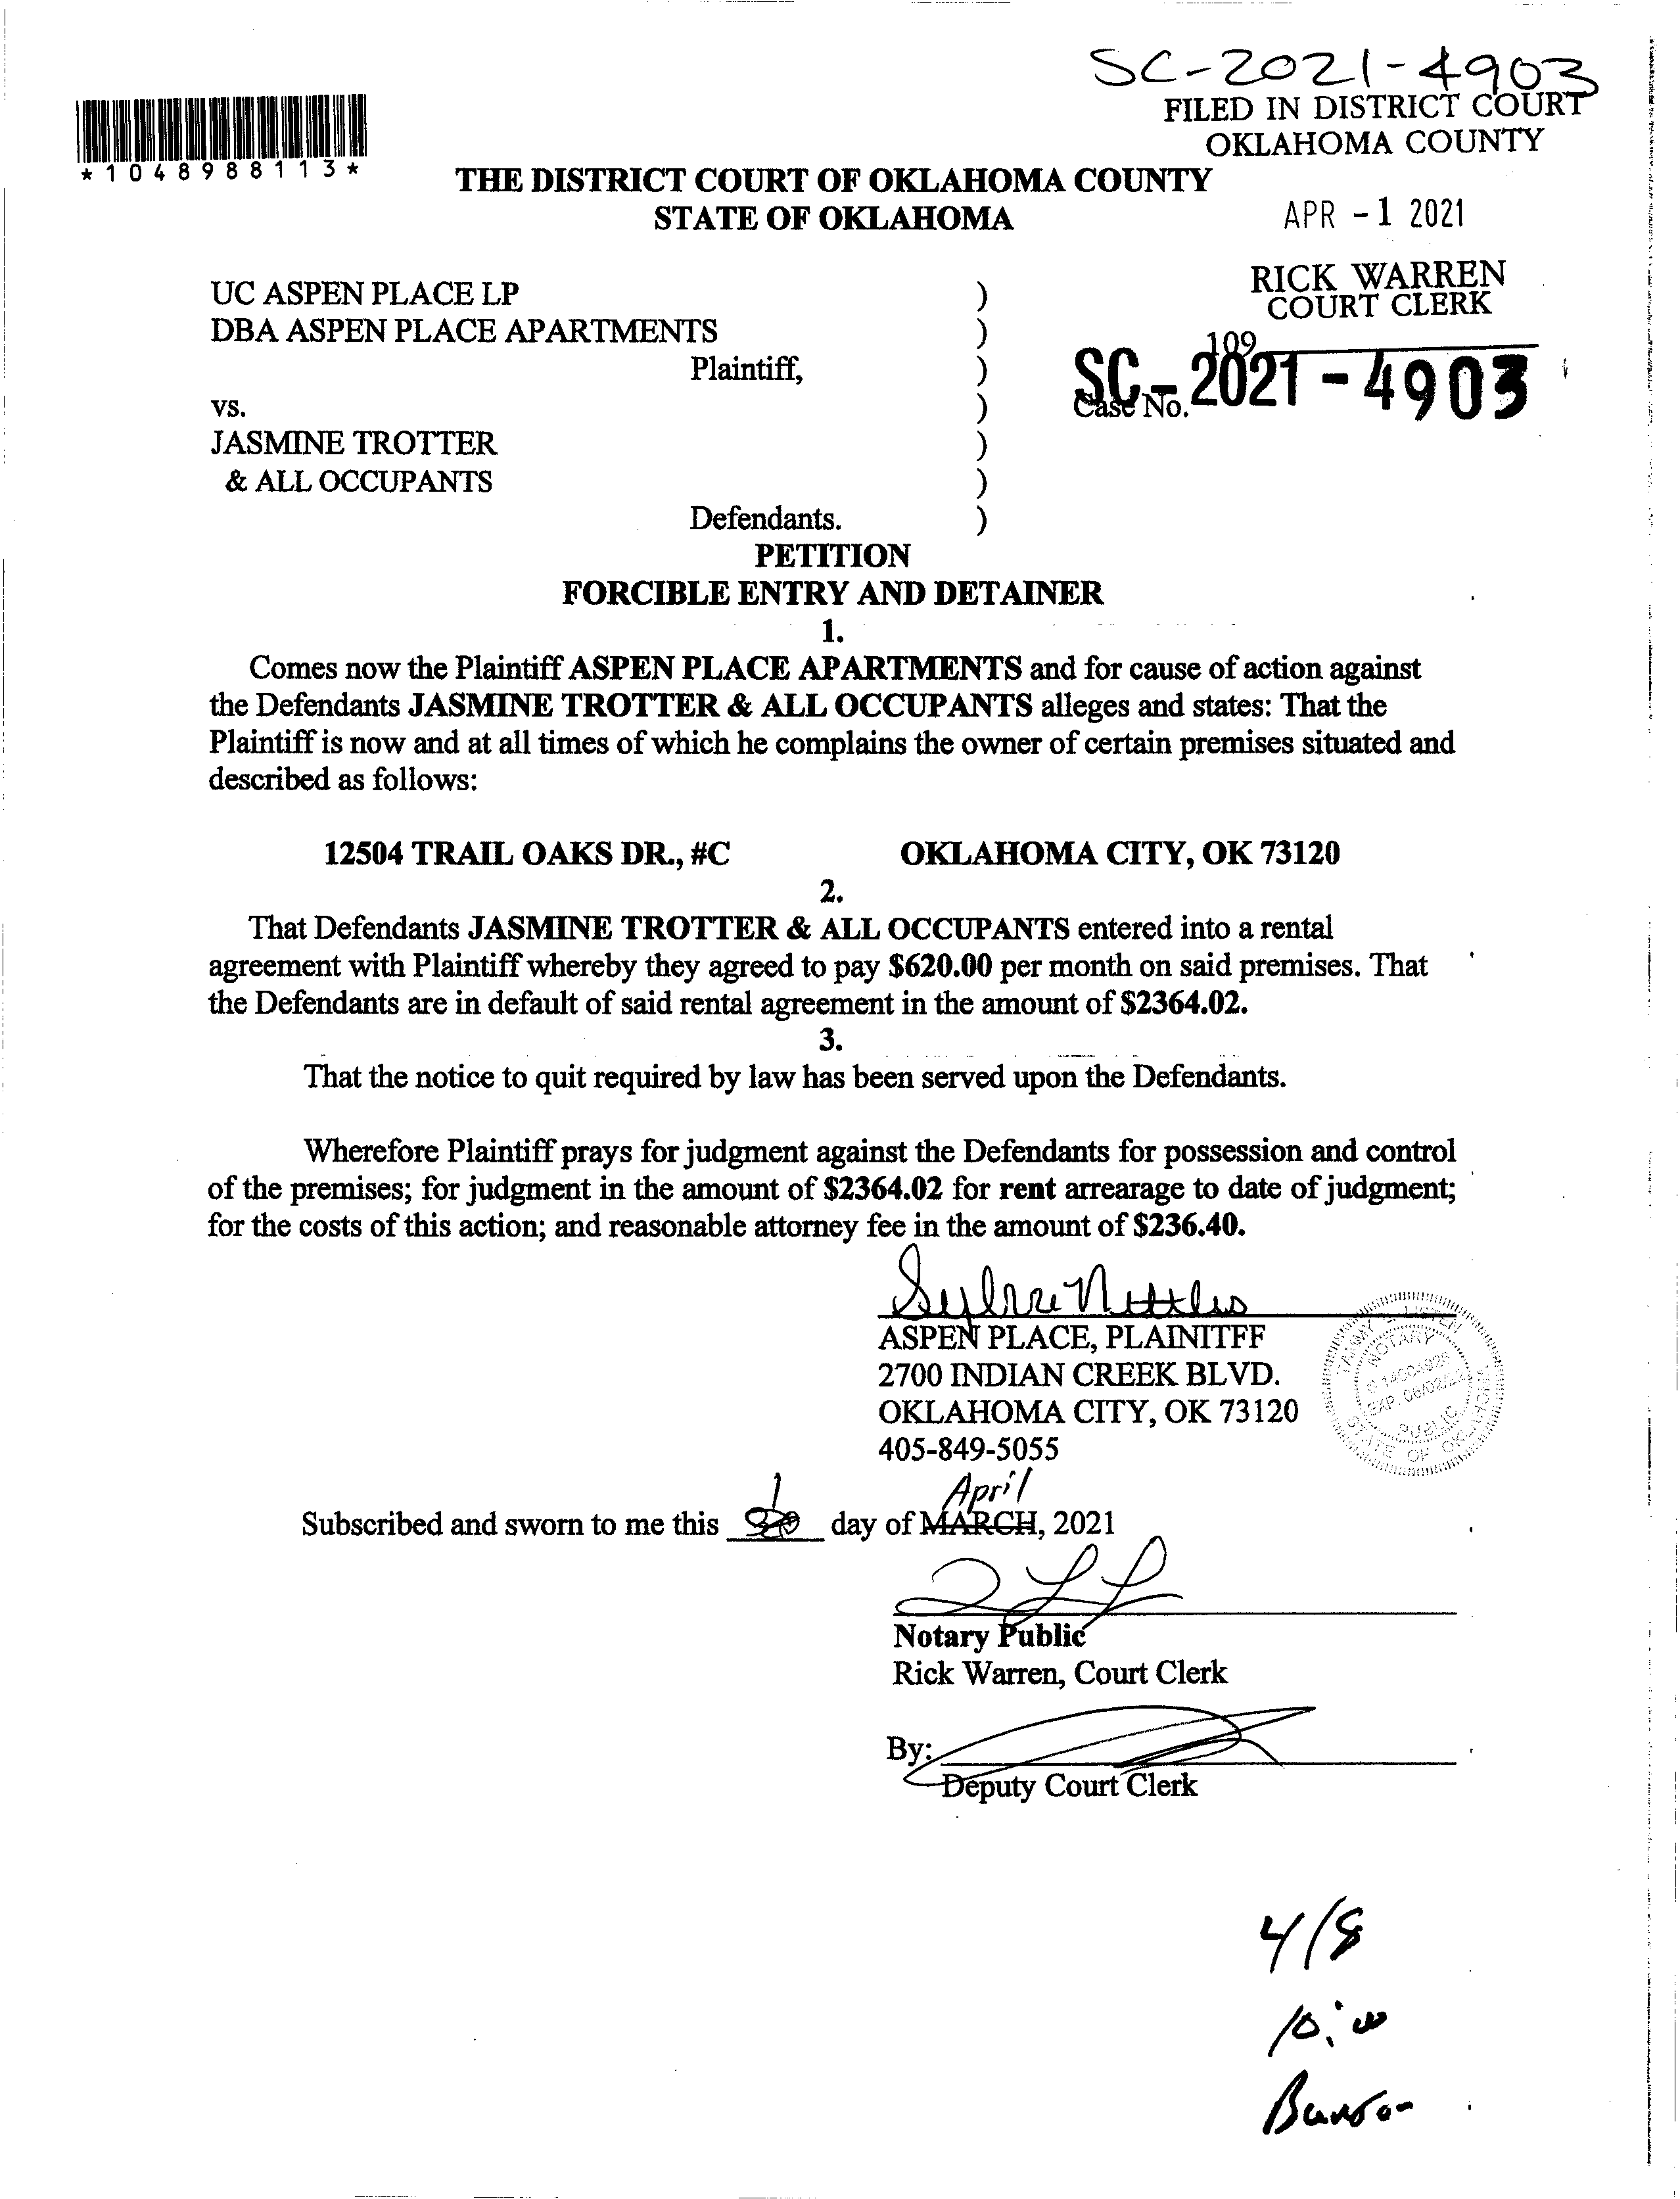 SC-2021-4903
FILED IN DISTRICT COURT
OKLAHOMA COUNTY
*1048988113*
THE DISTRICT COURT OF OKLAHOMA COUNTY
STATE OF OKLAHOMA
APR -1 2021
RICK WARREN
COURT CLERK
109
UC ASPEN PLACE LP )
DBA ASPEN PLACE APARTMENTS )
Plaintiff, )
SC-2021-4903
Case No.
vs. )
JASMINE TROTTER )
& ALL OCCUPANTS )
Defendants. )
PETITION
FORCIBLE ENTRY AND DETAINER
1.
Comes now the Plaintiff ASPEN PLACE APARTMENTS and for cause of action against
the Defendants JASMINE TROTTER & ALL OCCUPANTS alleges and states: That the
Plaintiff is now and at all times of which he complains the owner of certain premises situated and
described as follows:
12504 TRAIL OAKS DR., #C OKLAHOMA CITY, OK 73120
2.
That Defendants JASMINE TROTTER & ALL OCCUPANTS entered into a rental
agreement with Plaintiff whereby they agreed to pay $620.00 per month on said premises. That
the Defendants are in default of said rental agreement in the amount of $2364.02.
3.
That the notice to quit required by law has been served upon the Defendants.
Wherefore Plaintiff prays for judgment against the Defendants for possession and control
of the premises; for judgment in the amount of $2364.02 for rent arrearage to date of judgment;
for the costs of this action; and reasonable attorney fee in the amount of $236.40.
Nettles
ASPEN PLACE, PLAINITFF
2700 INDIAN CREEK BLVD.
OKLAHOMA CITY, OK 73120
405-849-5055
TAMMY
NOTARY
EXP. 08/02/22
PUBLIC
STATE OF OKLAHOMA
April
Subscribed and sworn to me this 1 day of MARCH, 2021
Notary Public
Rick Warren, Court Clerk
By:
Deputy Court Clerk
4/8
10:00